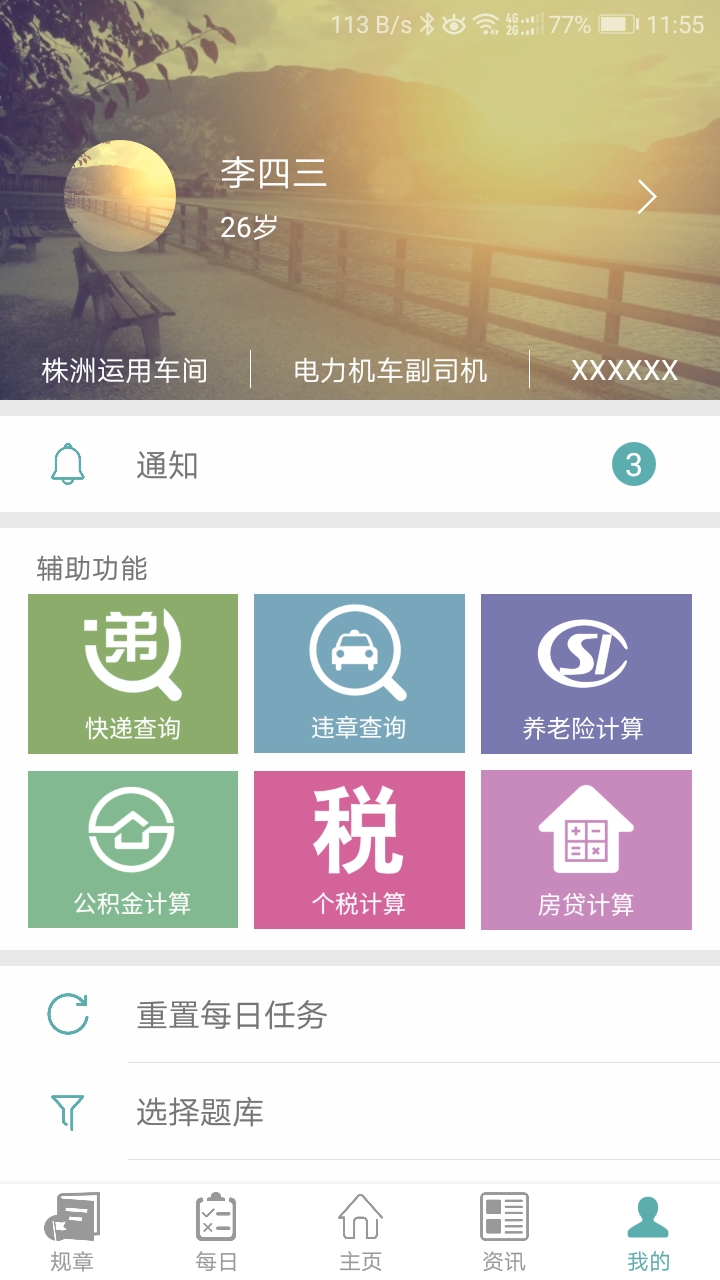 113 B/s 4G 2G 77% 11:55
李四三
26岁
株洲运用车间 电力机车副司机 XXXXXX
通知 3
辅助功能
递 税
快递查询 违章查询 养老险计算
公积金计算 个税计算 房贷计算
重置每日任务
选择题库
规章 每日 主页 资讯 我的